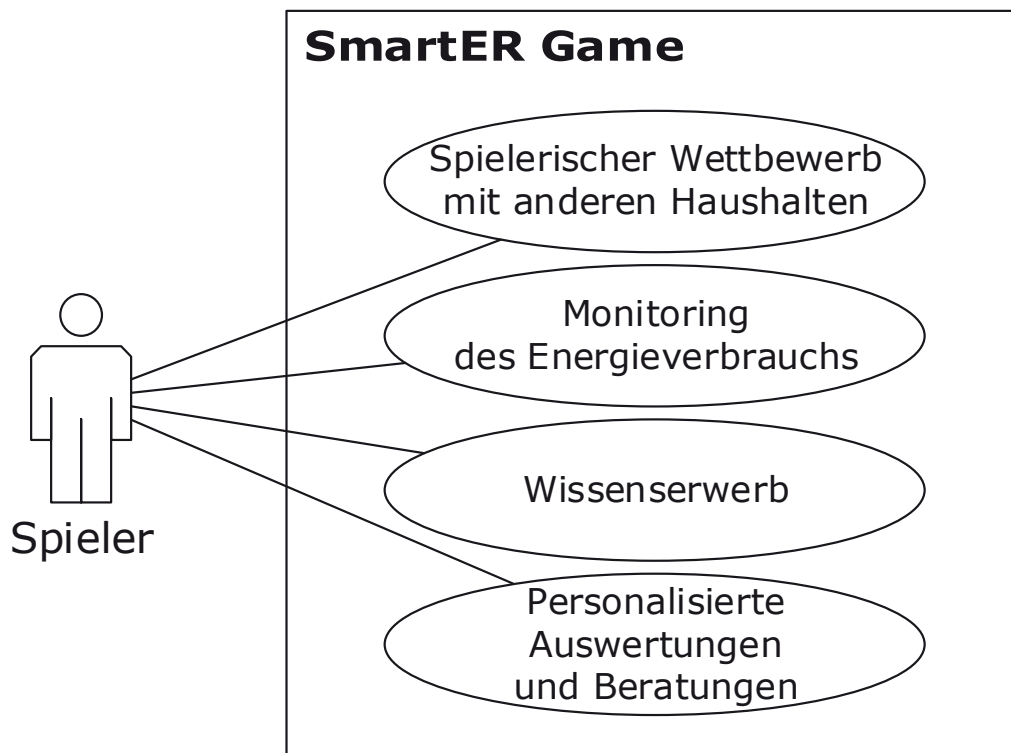 SmartER Game
Spielerischer Wettbewerb
mit anderen Haushalten
Monitoring
des Energieverbrauchs
Wissenserwerb
Personalisierte
Auswertungen
und Beratungen
Spieler